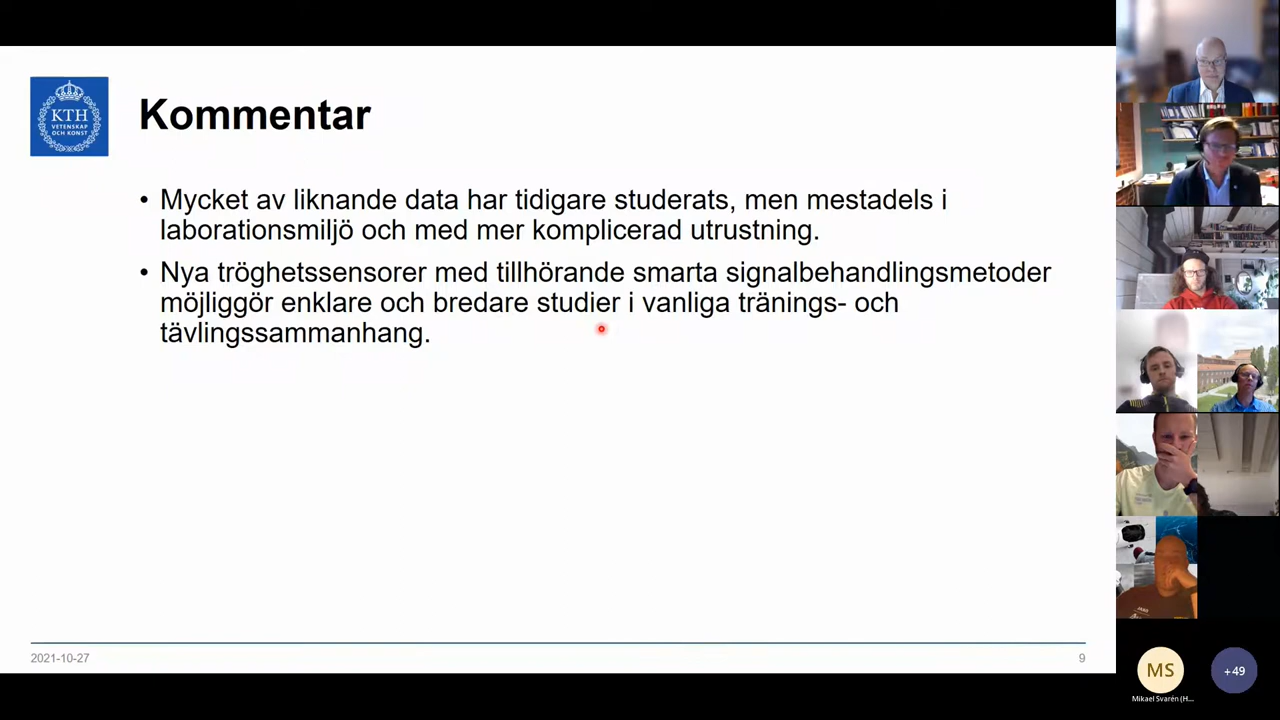 KTH
VETENSKAP
OCH KONST
Kommentar
• Mycket av liknande data har tidigare studerats, men mestadels i
laborationsmiljö och med mer komplicerad utrustning.
• Nya tröghetssensorer med tillhörande smarta signalbehandlingsmetoder
möjliggör enklare och bredare studier i vanliga tränings- och
tävlingssammanhang.
2021-10-27
9
MS
+49
Mikael Svarén (H...